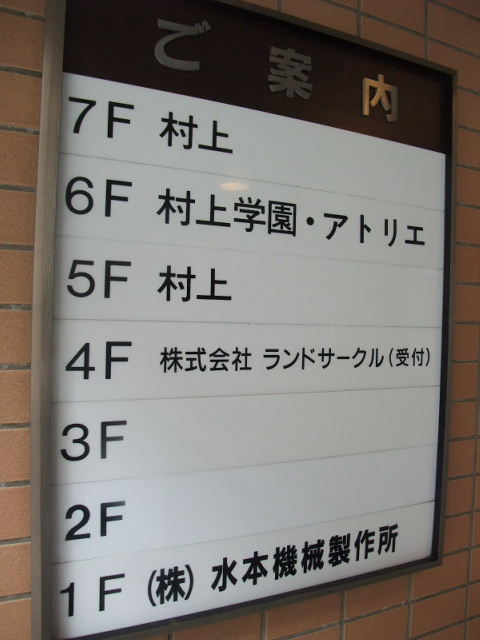 ご案内
7F 村上
6F 村上学園・アトリエ
5F 村上
4F 株式会社 ランドサークル(受付)
3F
2F
1F (株) 水本機械製作所